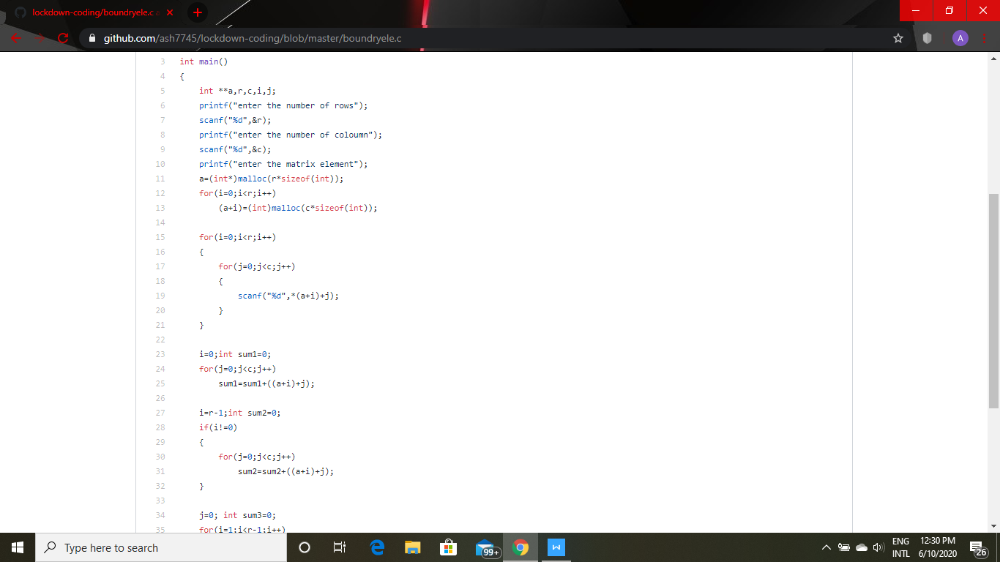 lockdown-coding/boundryele.c a
github.com/ash7745/lockdown-coding/blob/master/boundryele.c
A
3 int main()
4 {
5 int **a,r,c,i,j;
6 printf("enter the number of rows");
7 scanf("%d",&r);
8 printf("enter the number of coloumn");
9 scanf("%d",&c);
10 printf("enter the matrix element");
11 a=(int*)malloc(r*sizeof(int));
12 for(i=0;i<r;i++)
13 (a+i)=(int)malloc(c*sizeof(int));
14
15 for(i=0;i<r;i++)
16 {
17 for(j=0;j<c;j++)
18 {
19 scanf("%d",*(a+i)+j);
20 }
21 }
22
23 i=0;int sum1=0;
24 for(j=0;j<c;j++)
25 sum1=sum1+((a+i)+j);
26
27 i=r-1;int sum2=0;
28 if(i!=0)
29 {
30 for(j=0;j<c;j++)
31 sum2=sum2+((a+i)+j);
32 }
33
34 j=0; int sum3=0;
35 for(i=1;i<r-1;i++)
Type here to search
99+
W
ENG
INTL
12:30 PM
6/10/2020
26